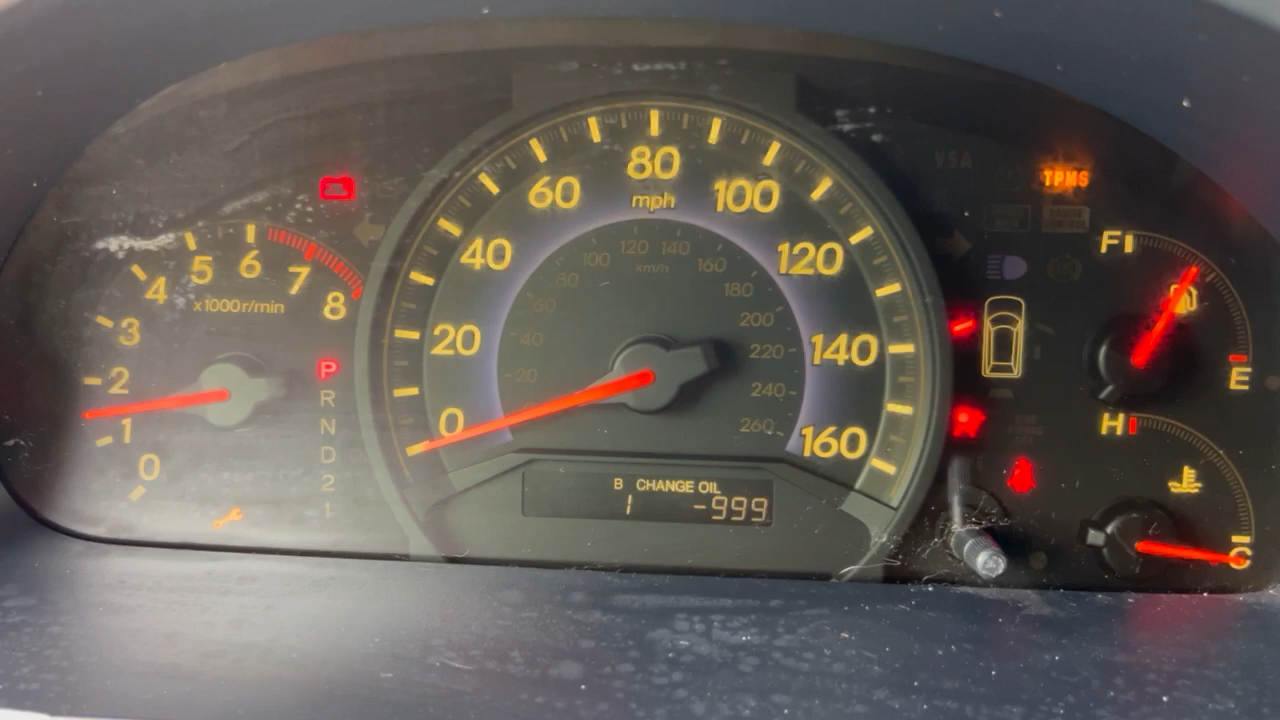 VSA
TPMS
0 1 2 3 4 5 6 7 8
x1000r/min
P
R
N
D
2
1
0 20 40 60 80 100 120 140 160
mph
20 40 60 80 100 120 140 160 180 200 220 240 260
km/h
B CHANGE OIL
1 -999
F
E
H
C